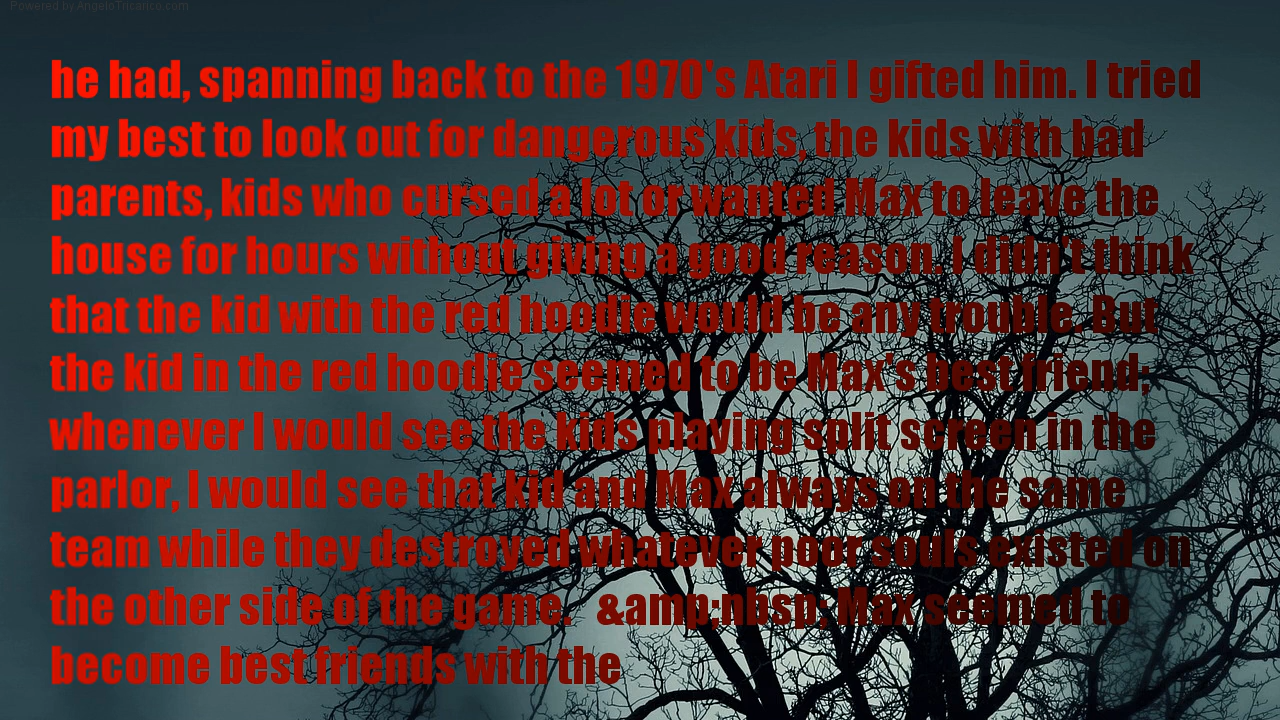 Powered by AngeloTricarico.com
he had, spanning back to the 1970's Atari I gifted him. I tried
my best to look out for dangerous kids, the kids with bad
parents, kids who cursed a lot or wanted Max to leave the
house for hours without giving a good reason. I didn't think
that the kid with the red hoodie would be any trouble. But
the kid in the red hoodie seemed to be Max's best friend;
whenever I would see the kids playing split screen in the
parlor, I would see that kid and Max always on the same
team while they destroyed whatever poor souls existed on
the other side of the game. &amp;nbsp; Max seemed to
become best friends with the